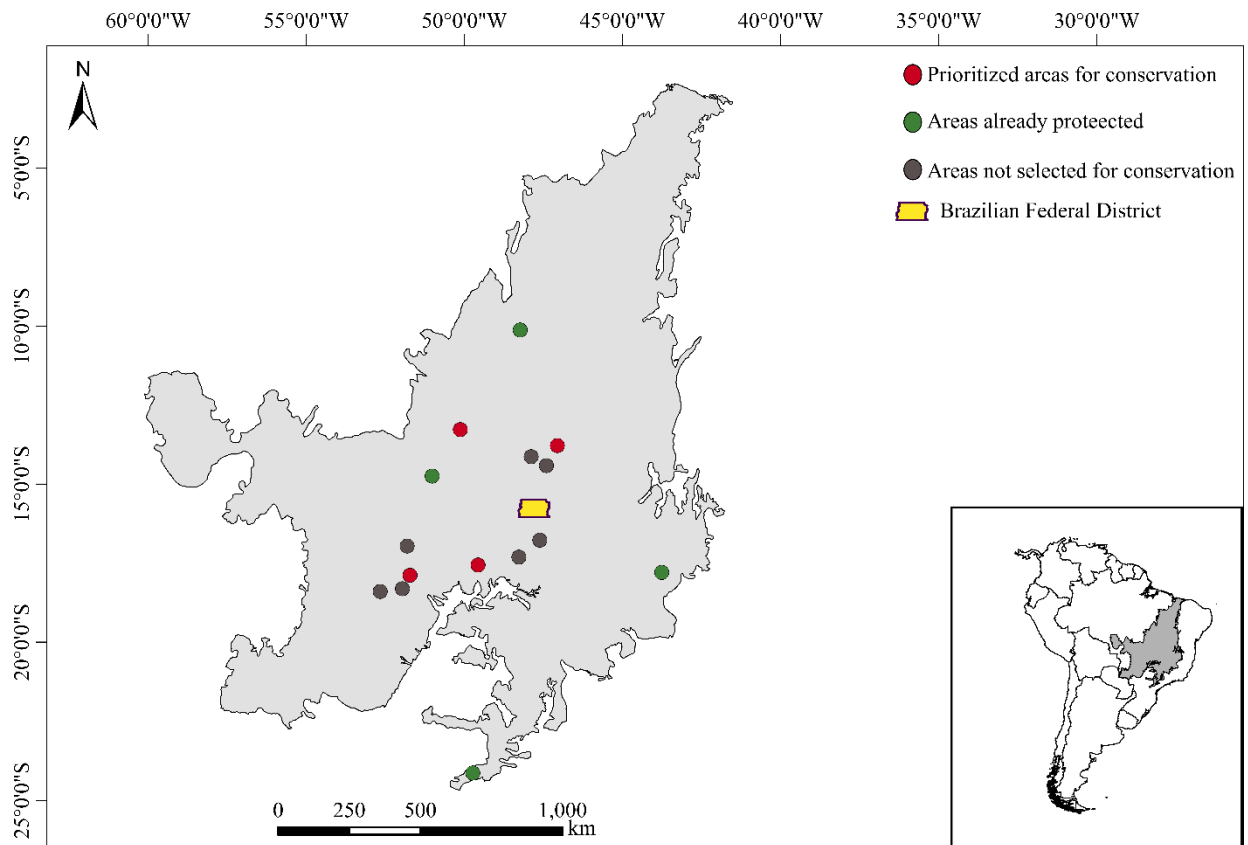 60°0'0"W 55°0'0"W 50°0'0"W 45°0'0"W 40°0'0"W 35°0'0"W 30°0'0"W
N
Prioritized areas for conservation
Areas already proteected
Areas not selected for conservation
Brazilian Federal District
5°0'0"S
10°0'0"S
15°0'0"S
20°0'0"S
25°0'0"S
0 250 500 1,000
km